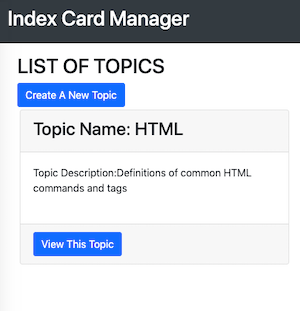 Index Card Manager
LIST OF TOPICS
Create A New Topic
Topic Name: HTML
Topic Description:Definitions of common HTML
commands and tags
View This Topic